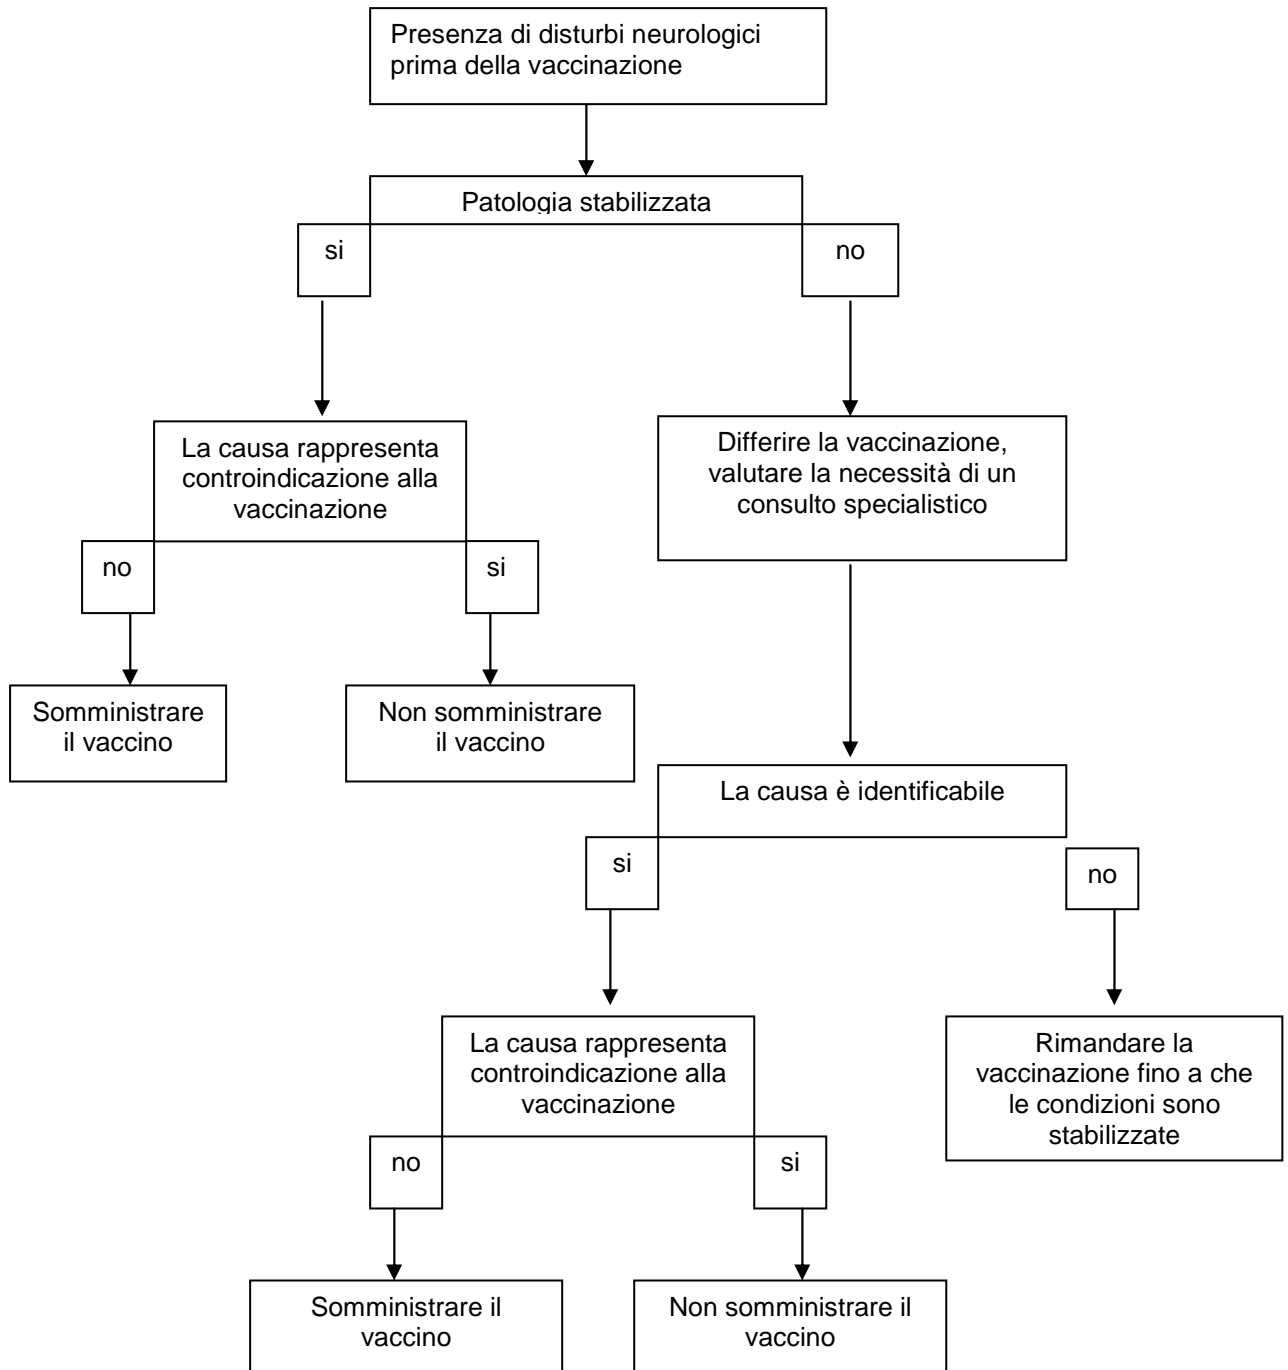 Presenza di disturbi neurologici
prima della vaccinazione
Patologia stabilizzata
si
no
La causa rappresenta
controindicazione alla
vaccinazione
Differire la vaccinazione,
valutare la necessità di un
consulto specialistico
no
si
Somministrare
il vaccino
Non somministrare
il vaccino
La causa è identificabile
si
no
La causa rappresenta
controindicazione alla
vaccinazione
Rimandare la
vaccinazione fino a che
le condizioni sono
stabilizzate
no
si
Somministrare il
vaccino
Non somministrare il
vaccino